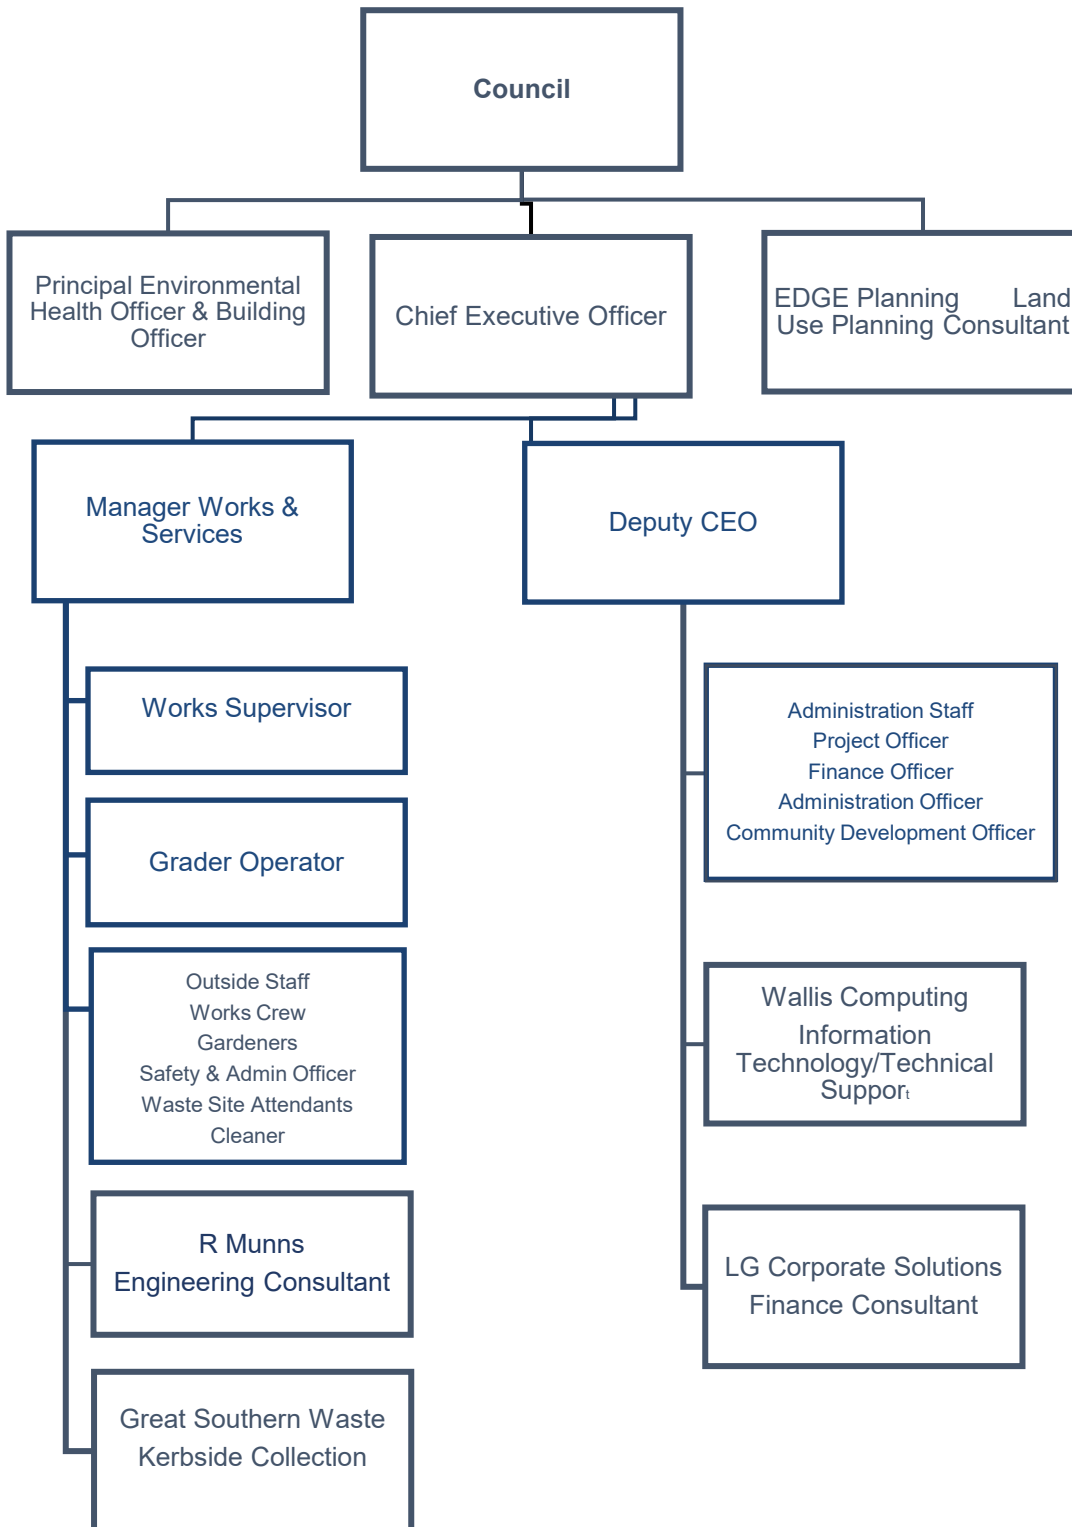 Council
Principal Environmental
Health Officer & Building
Officer
Chief Executive Officer
EDGE Planning Land
Use Planning Consultant
Manager Works &
Services
Deputy CEO
Works Supervisor
Grader Operator
Outside Staff
Works Crew
Gardeners
Safety & Admin Officer
Waste Site Attendants
Cleaner
R Munns
Engineering Consultant
Great Southern Waste
Kerbside Collection
Administration Staff
Project Officer
Finance Officer
Administration Officer
Community Development Officer
Wallis Computing
Information
Technology/Technical
Support
LG Corporate Solutions
Finance Consultant